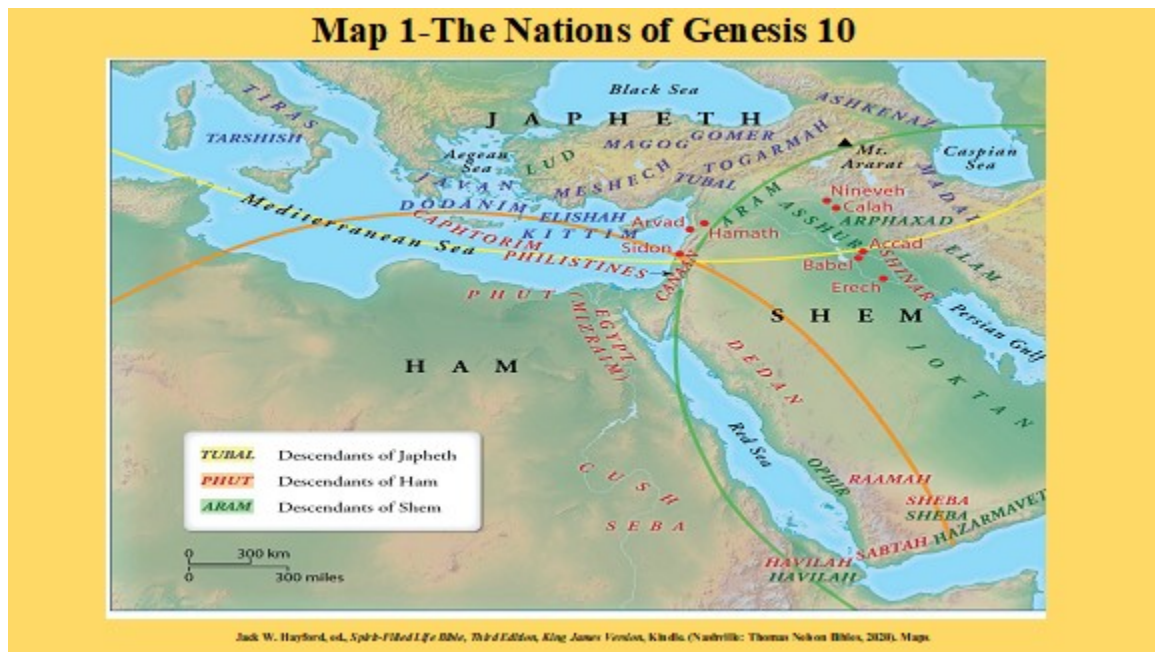 Map 1-The Nations of Genesis 10
Black Sea
JAPHETH
ASHKENAZ
TIRAS
TARSHISH
GOMER
MAGOG
TOGARMAH
Mt.
Ararat
Caspian
Sea
Aegean
Sea
LUD
JAVAN
MESHECH
TUBAL
MADAI
DODANIM
ELISHAH
KITTIM
Arvad
Hamath
ARAM
Nineveh
Calah
ASSHUR
ARPHAXAD
Mediterranean Sea
CAPHTORIM
PHILISTINES
Sidon
CANAAN
Accad
Babel
SHINAR
Erech
ELAM
PHUT
EGYPT
(MIZRAIM)
SHEM
Persian Gulf
HAM
DEDAN
JOKTAN
Red Sea
TUBAL Descendants of Japheth
PHUT Descendants of Ham
ARAM Descendants of Shem
CUSH
SEBA
OPHIR
RAAMAH
SHEBA
SHEBA
HAZARMAVET
SABTAH
HAVILAH
HAVILAH
0 300 km
0 300 miles
Jack W. Hayford, ed., Spirit-Filled Life Bible, Third Edition, King James Version, Kindle. (Nashville: Thomas Nelson Bibles, 2020). Maps